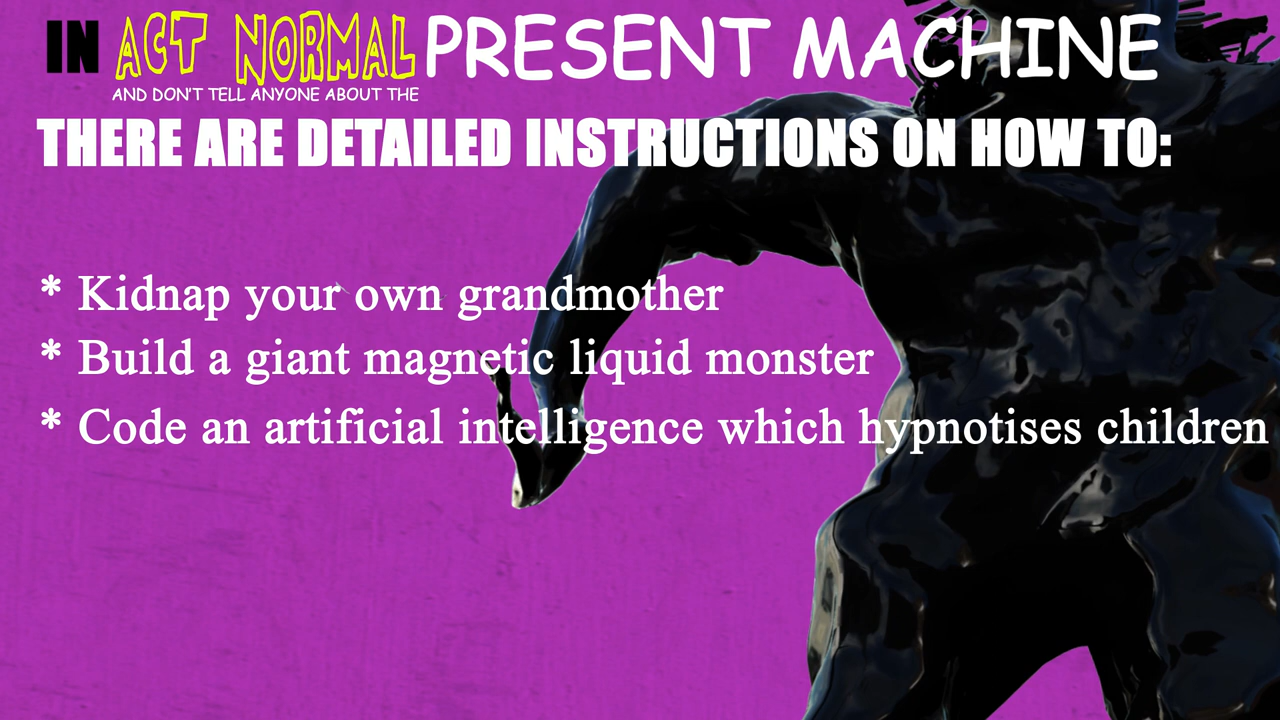 IN ACT NORMAL PRESENT MACHINE
AND DON'T TELL ANYONE ABOUT THE
THERE ARE DETAILED INSTRUCTIONS ON HOW TO:
* Kidnap your own grandmother
* Build a giant magnetic liquid monster
* Code an artificial intelligence which hypnotises children